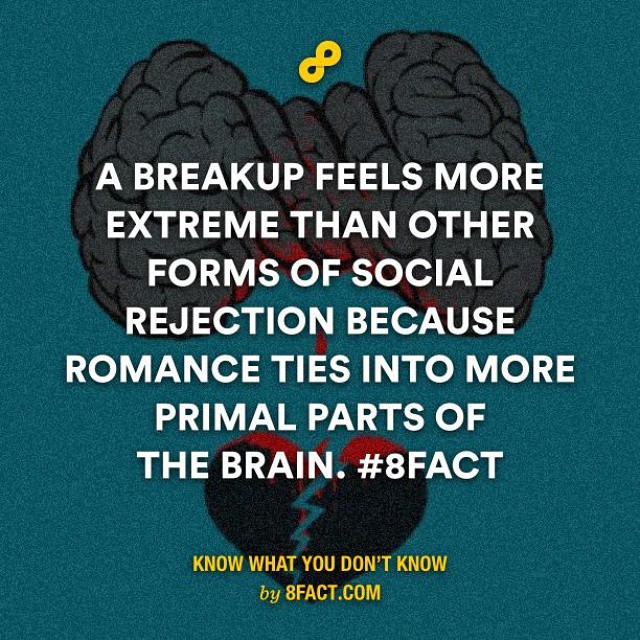 A BREAKUP FEELS MORE
EXTREME THAN OTHER
FORMS OF SOCIAL
REJECTION BECAUSE
ROMANCE TIES INTO MORE
PRIMAL PARTS OF
THE BRAIN. #8FACT
KNOW WHAT YOU DON'T KNOW
by 8FACT.COM